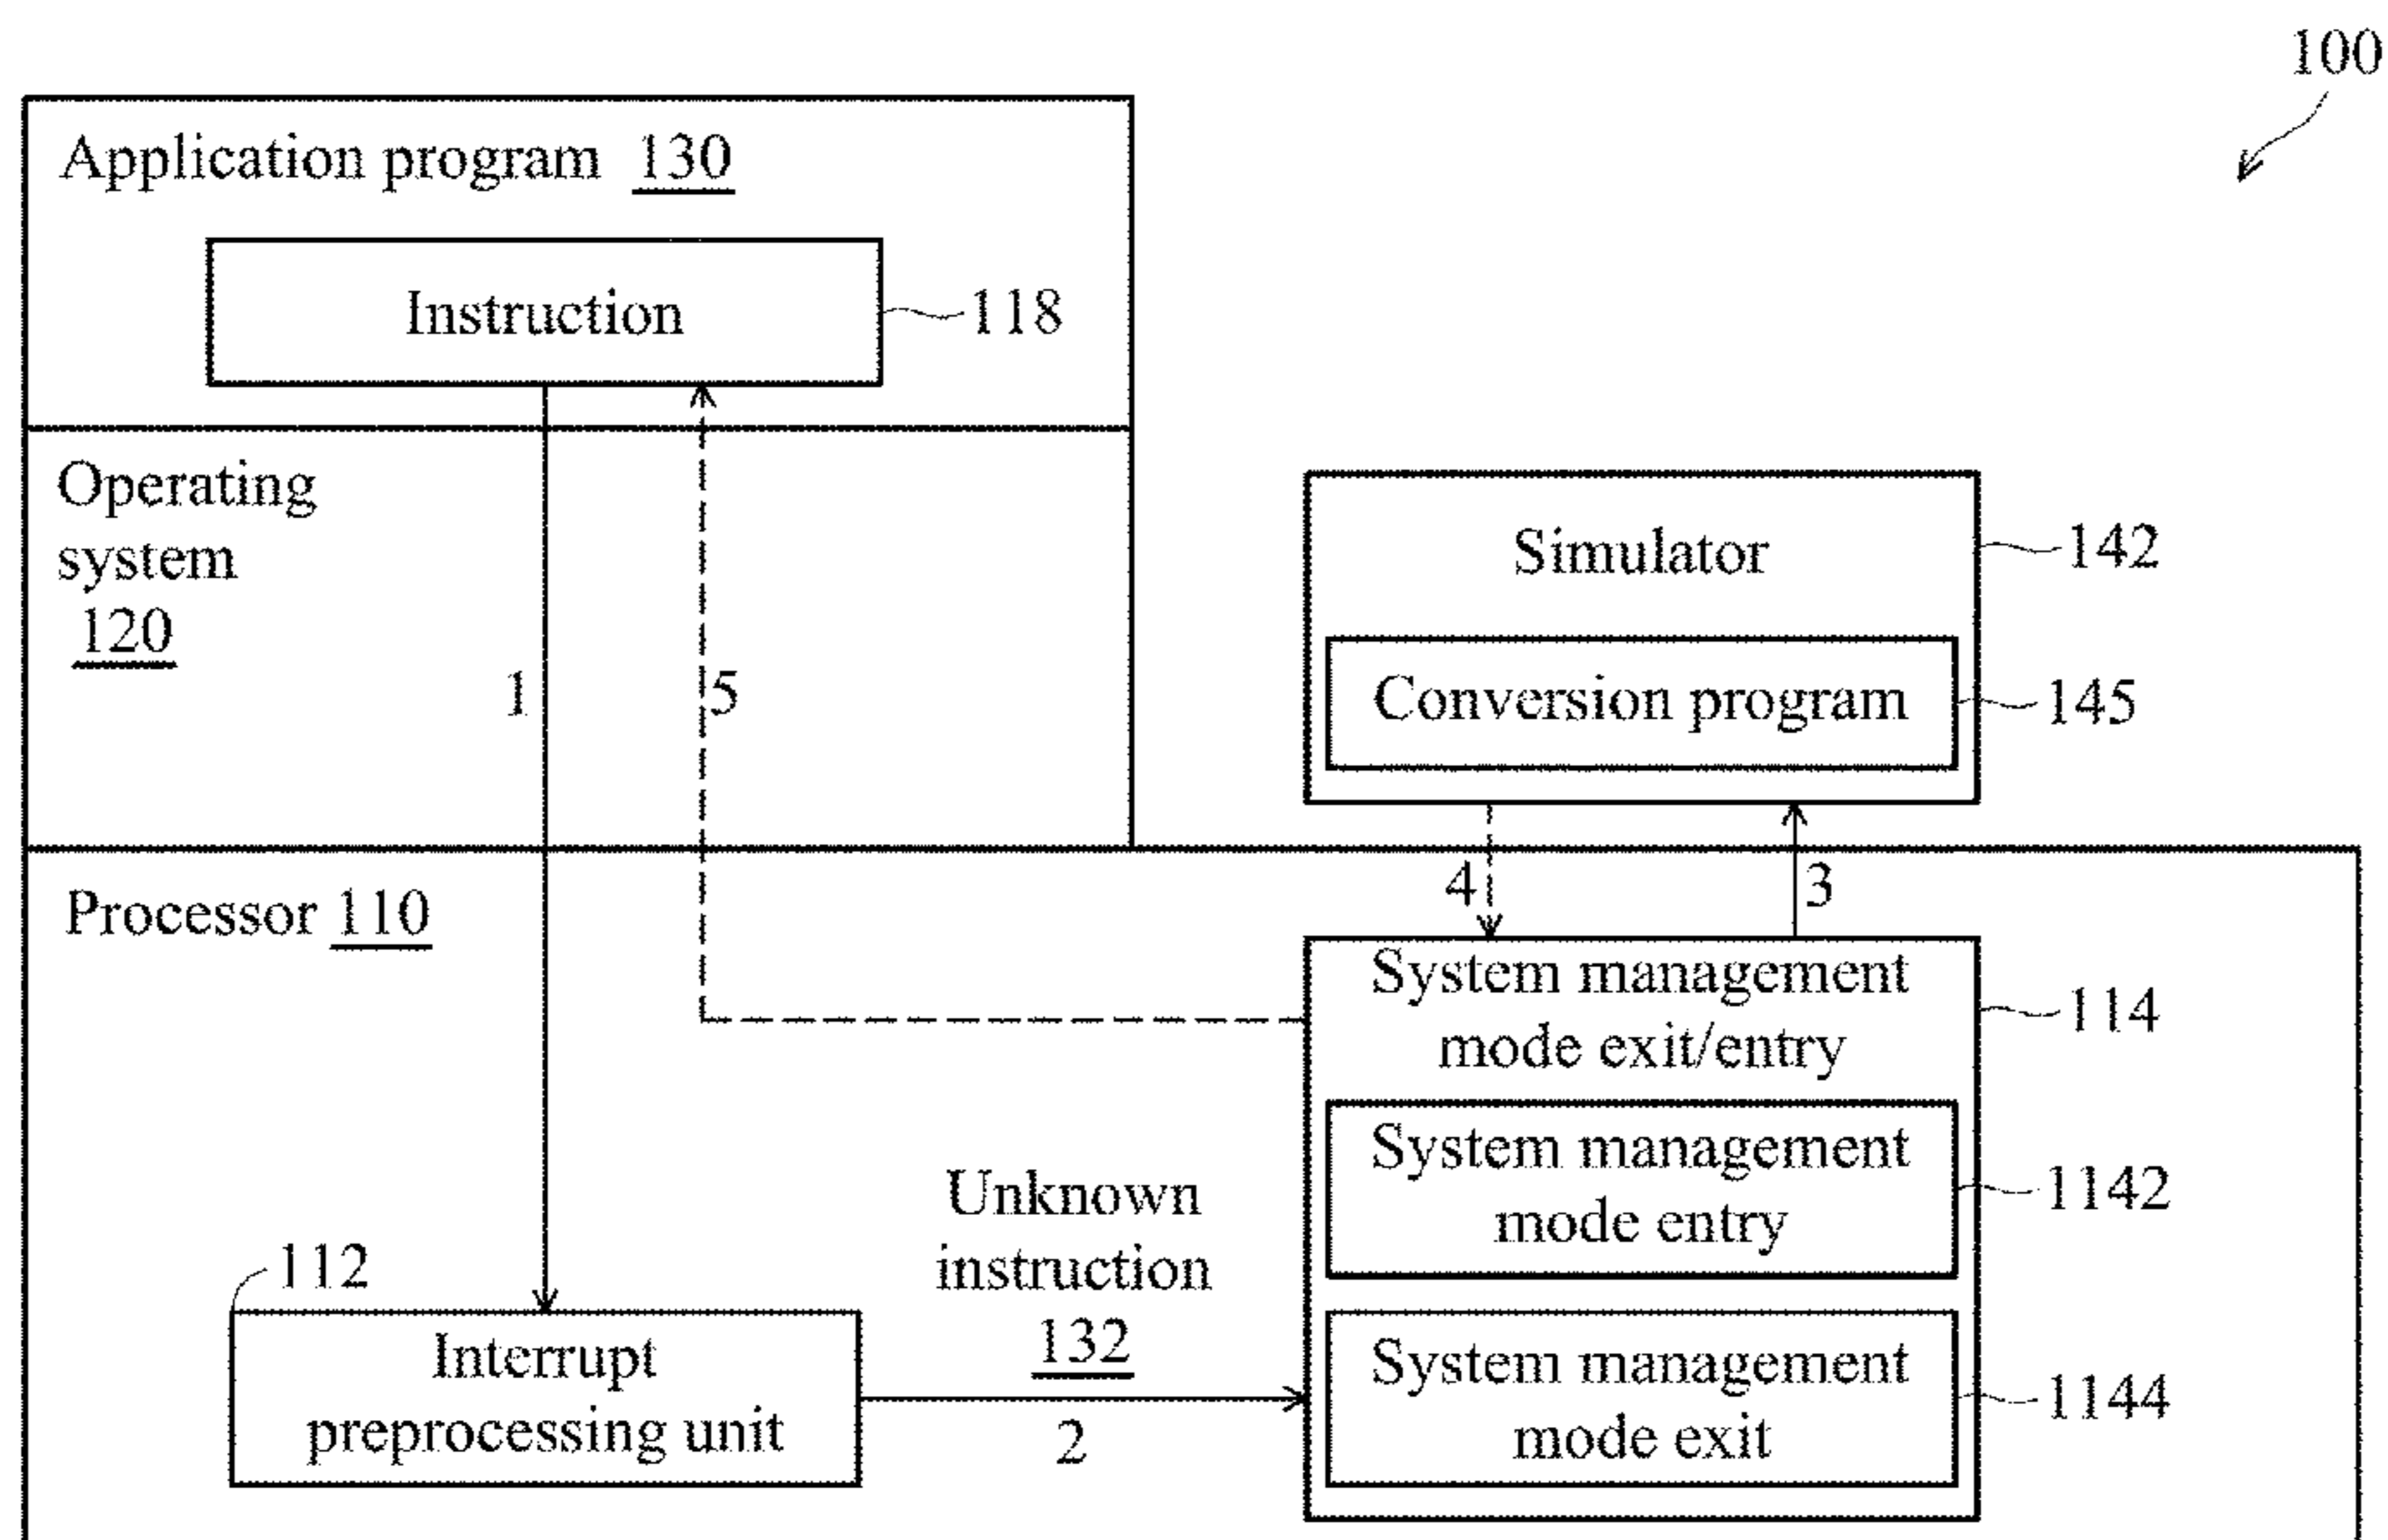 100
Application program 130
Instruction
118
Operating
system
120
1
5
Simulator
142
Conversion program
145
4
3
Processor 110
System management
mode exit/entry
114
System management
mode entry
1142
Unknown
instruction
132
2
112
Interrupt
preprocessing unit
System management
mode exit
1144